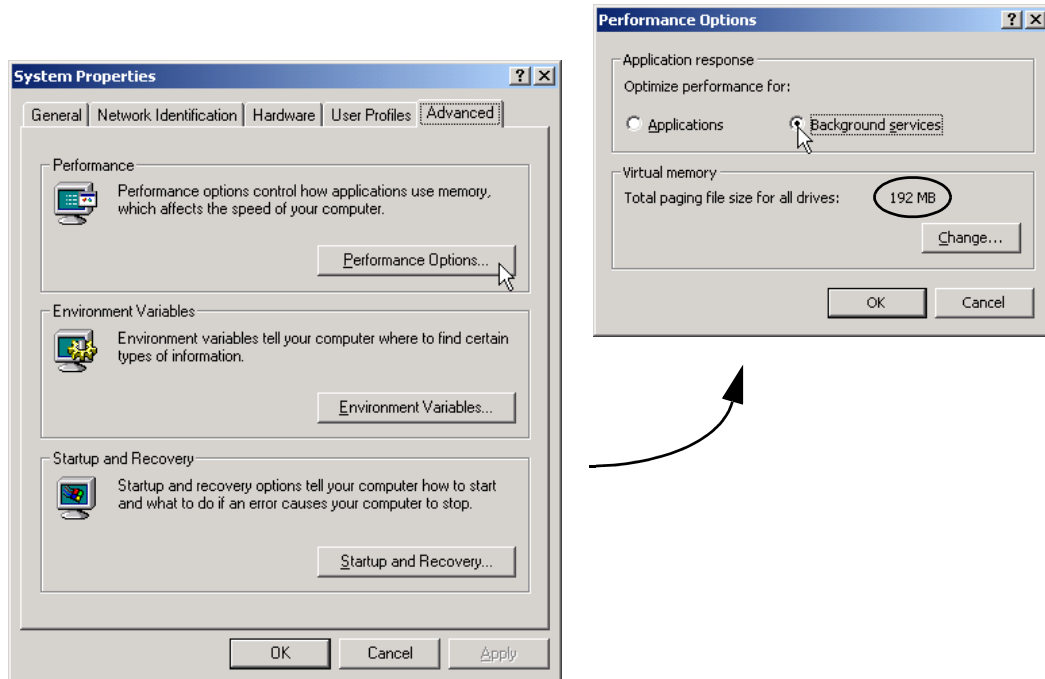 System Properties
General
Network Identification
Hardware
User Profiles
Advanced
Performance
Performance options control how applications use memory,
which affects the speed of your computer.
Performance Options...
Environment Variables
Environment variables tell your computer where to find certain
types of information.
Environment Variables...
Startup and Recovery
Startup and recovery options tell your computer how to start
and what to do if an error causes your computer to stop.
Startup and Recovery...
OK
Cancel
Apply
Performance Options
Application response
Optimize performance for:
Applications
Background services
Virtual memory
Total paging file size for all drives:
192 MB
Change...
OK
Cancel